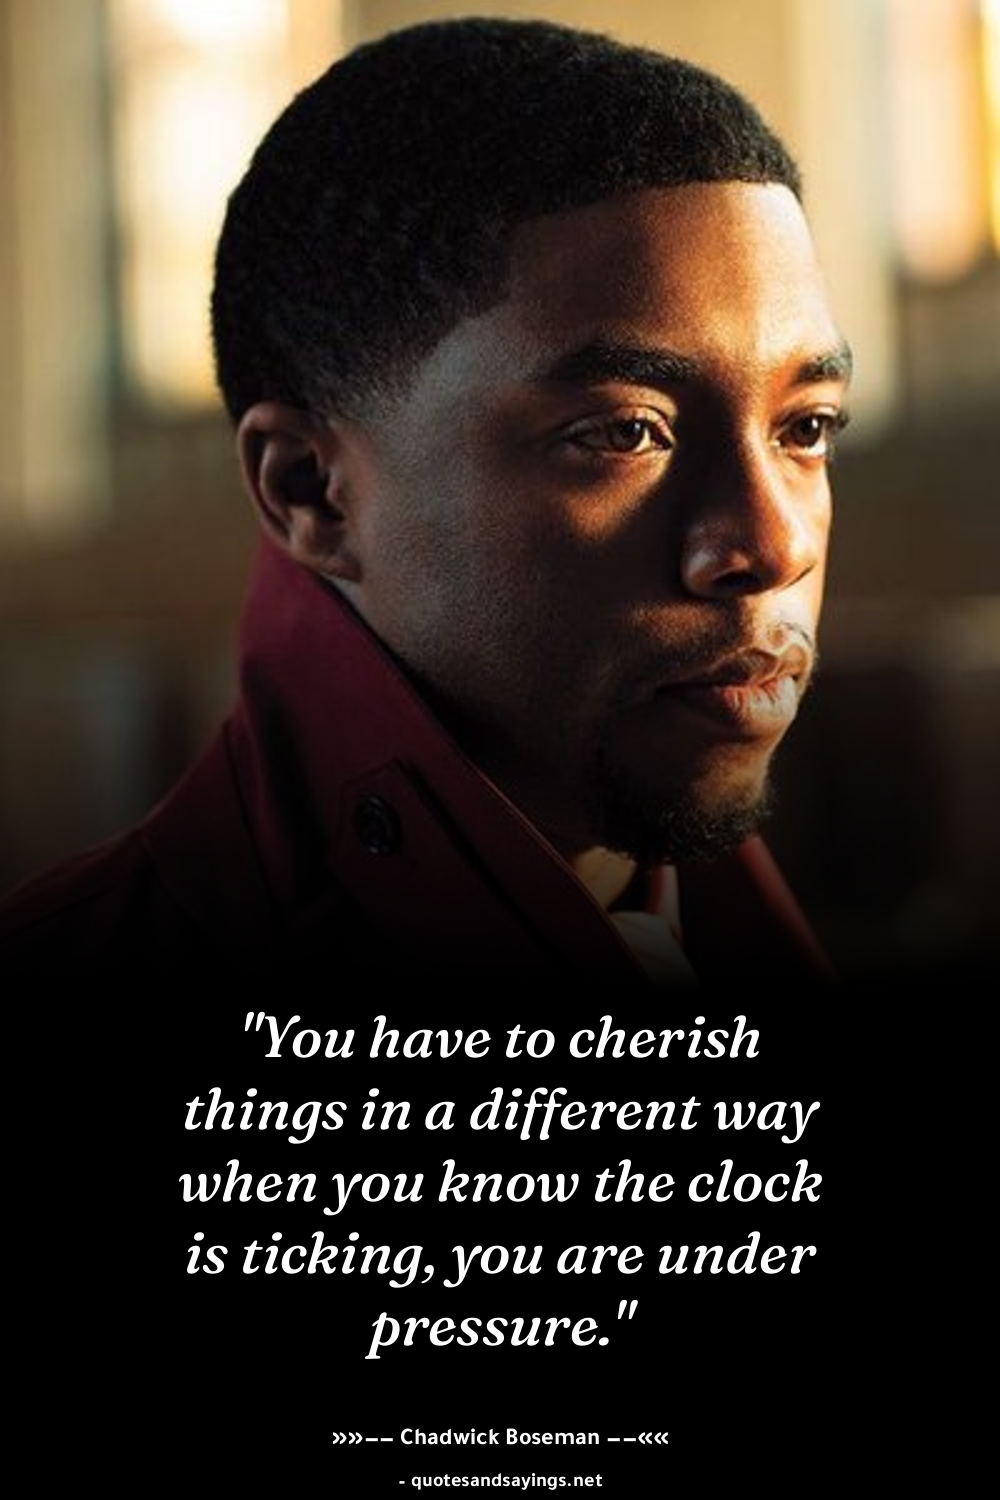 "You have to cherish
things in a different way
when you know the clock
is ticking, you are under
pressure."
»»–– Chadwick Boseman ––««
- quotesandsayings.net